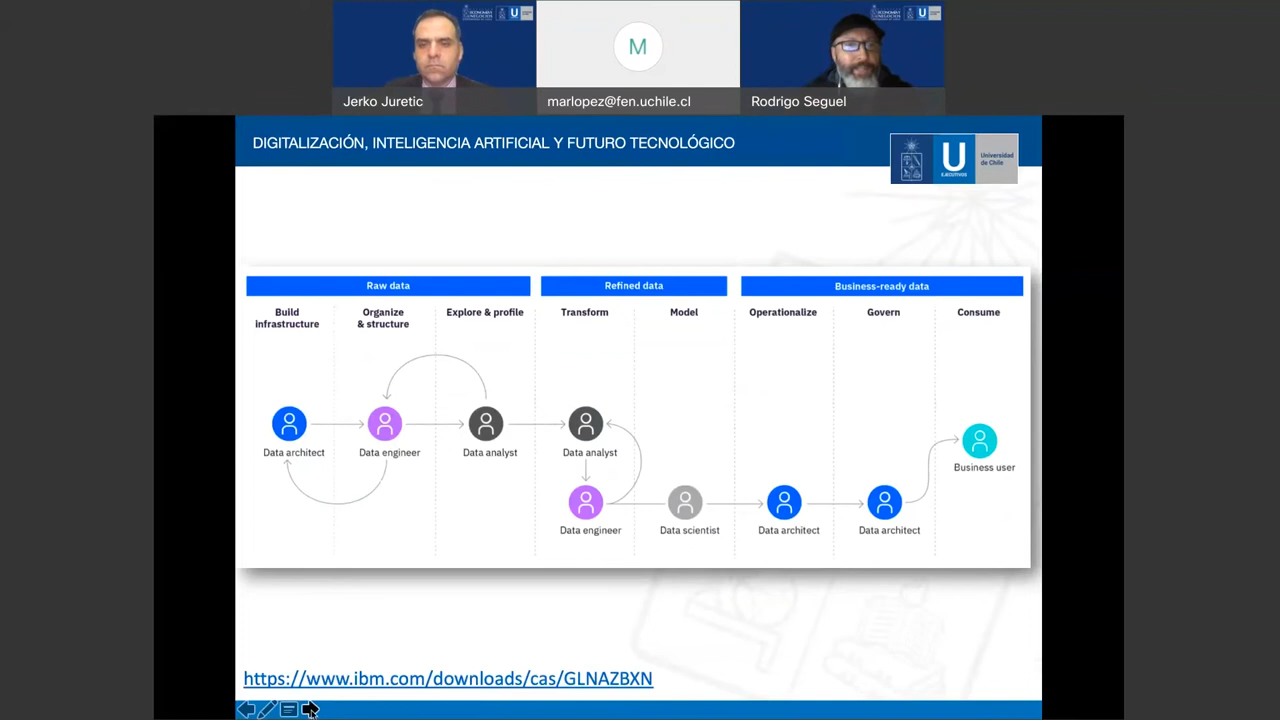 Jerko Juretic
M
marlopez@fen.uchile.cl
Rodrigo Seguel
DIGITALIZACIÓN, INTELIGENCIA ARTIFICIAL Y FUTURO TECNOLÓGICO
U
EJECUTIVOS
Universidad
de Chile
Raw data
Refined data
Business-ready data
Build
infrastructure
Organize
& structure
Explore & profile
Transform
Model
Operationalize
Govern
Consume
Data architect
Data engineer
Data analyst
Data analyst
Business user
Data engineer
Data scientist
Data architect
Data architect
https://www.ibm.com/downloads/cas/GLNAZBXN